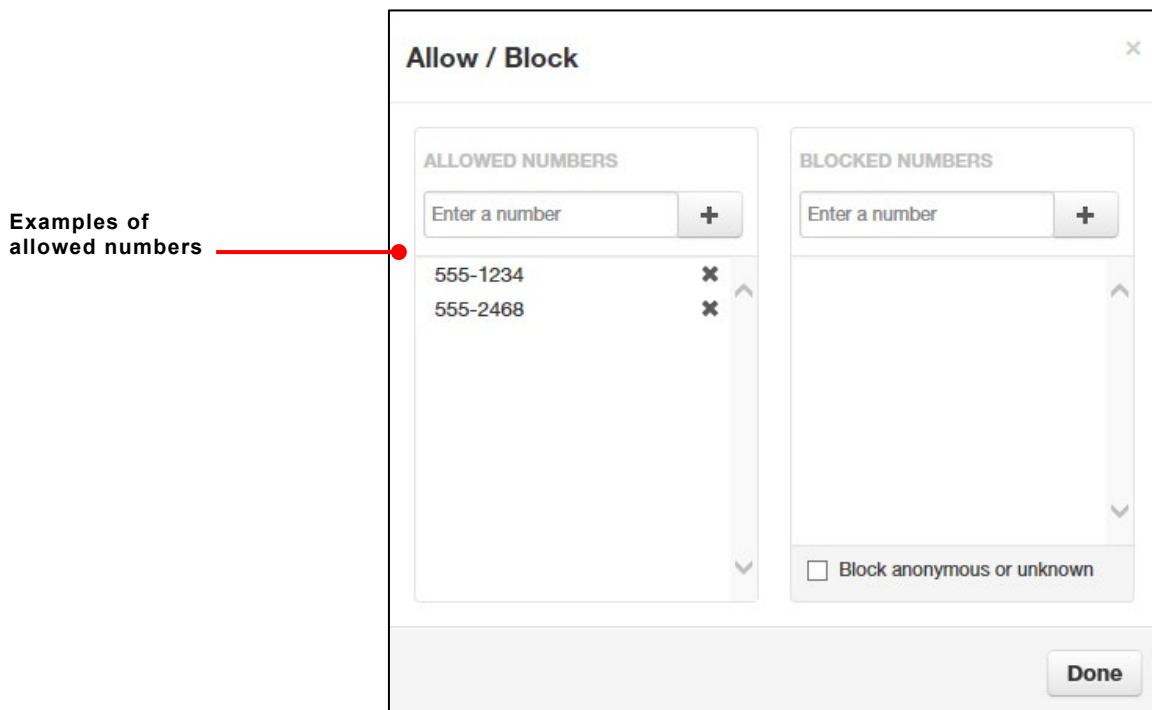 Allow / Block
×
ALLOWED NUMBERS
Enter a number
+
Examples of
allowed numbers
555-1234 ✖
555-2468 ✖
BLOCKED NUMBERS
Enter a number
+
Block anonymous or unknown
Done